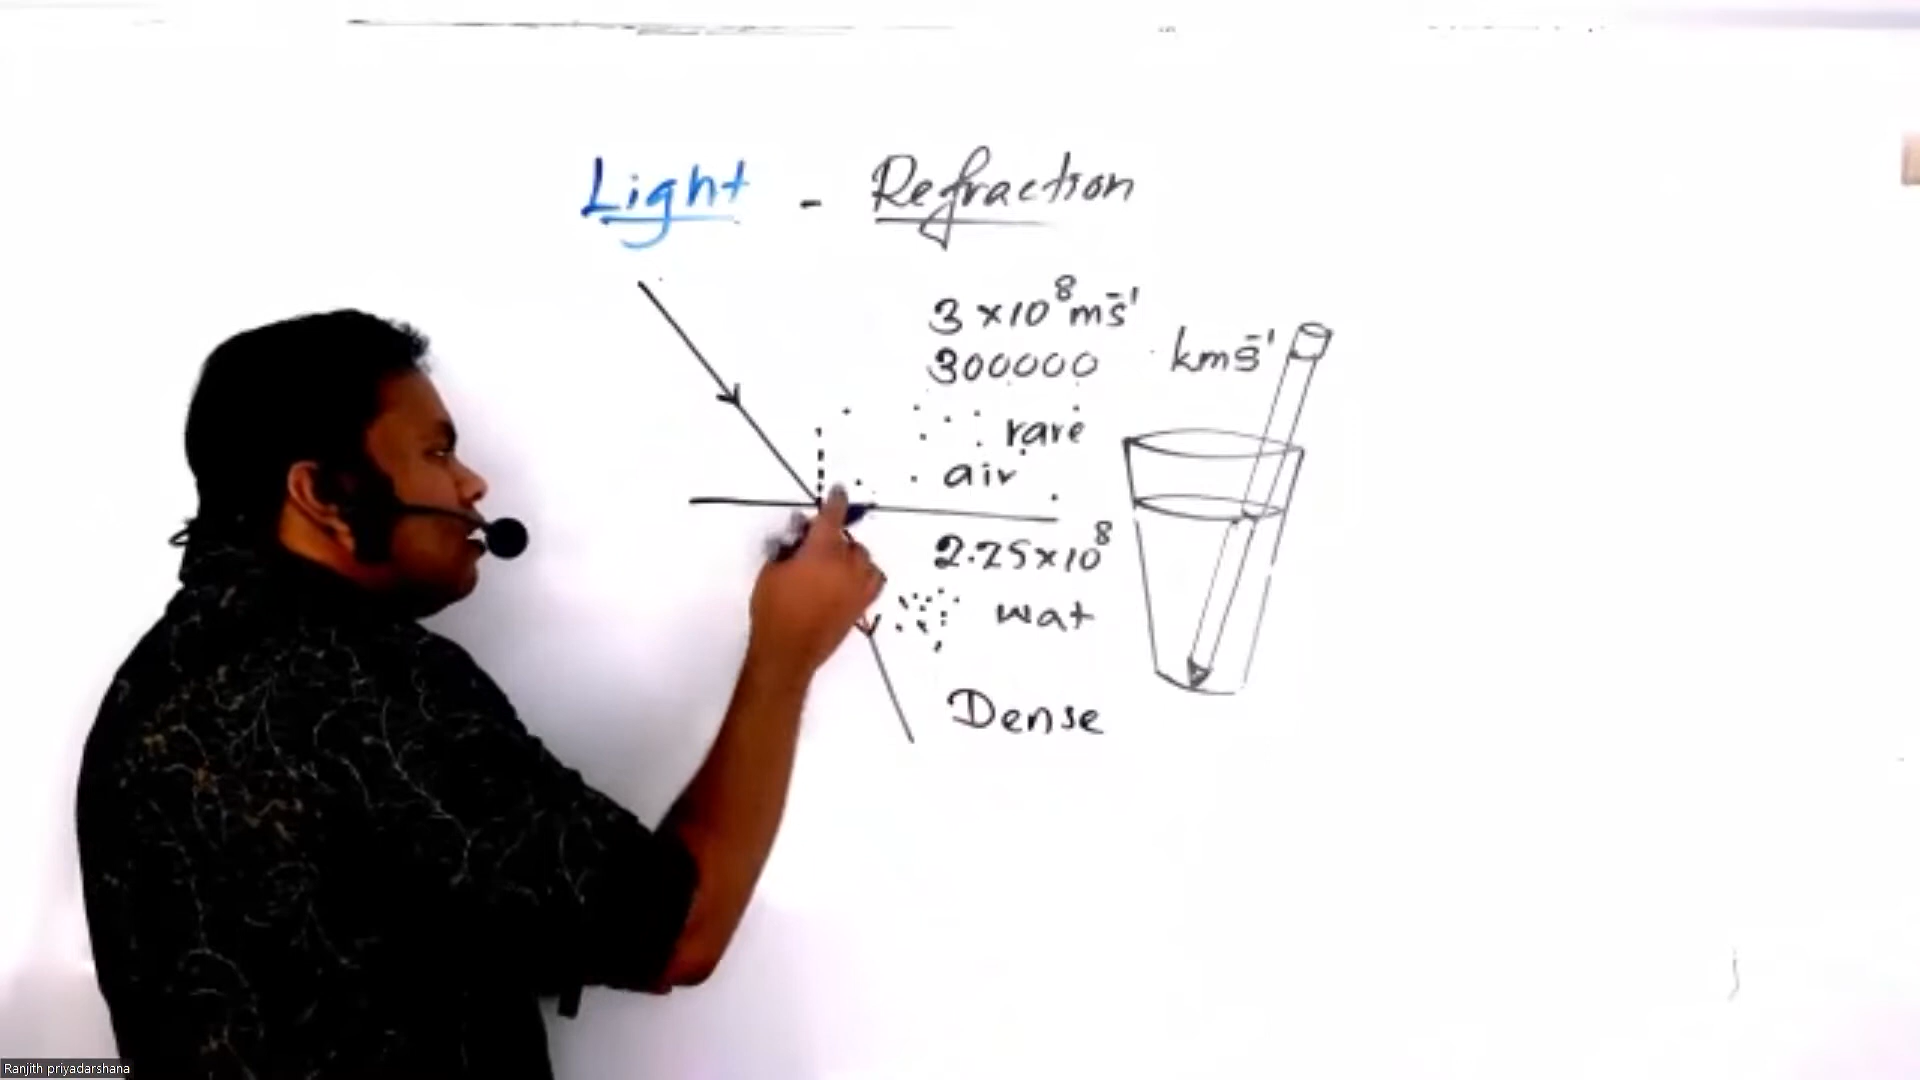 Light - Refraction
3 × 10⁸ ms⁻¹
300000 kms⁻¹
rare
air
2.25×10⁸
wat
Dense
Ranjith priyadarshana